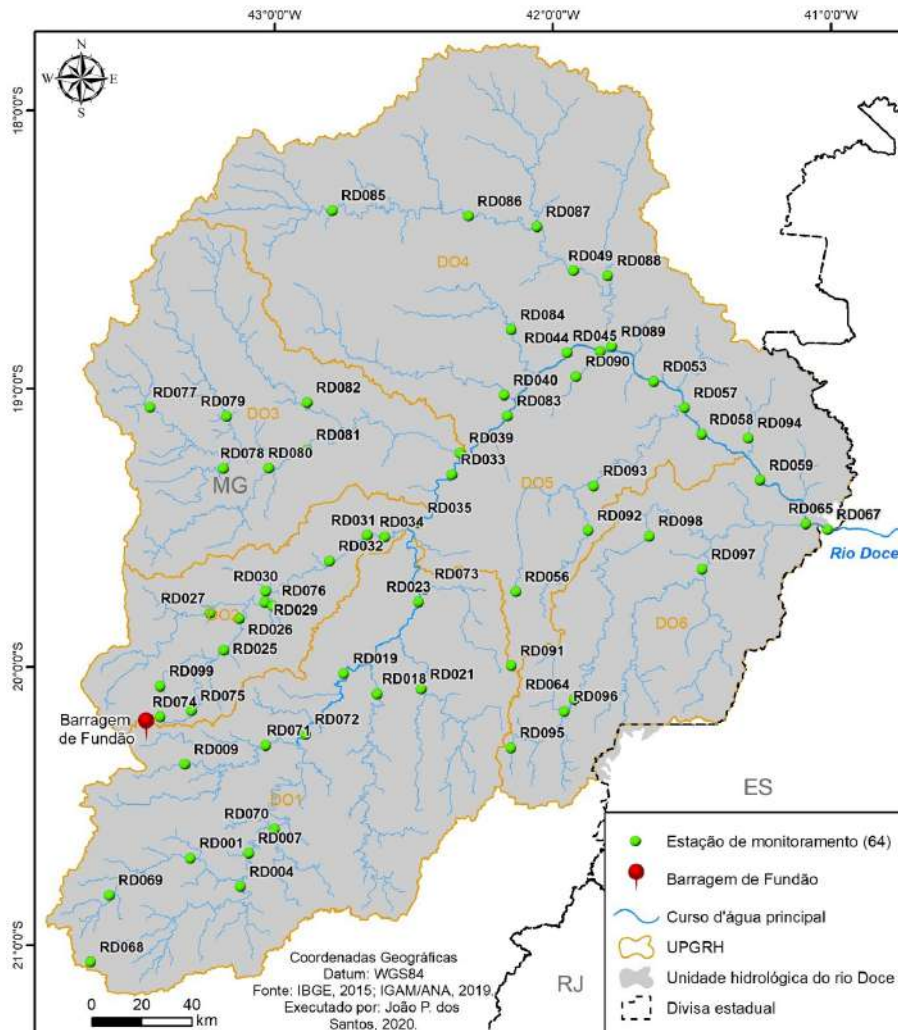 43°0'0"W 42°0'0"W 41°0'0"W
N
W E
S
18°0'0"S
19°0'0"S
20°0'0"S
21°0'0"S
RD085
RD086
RD087
DO4
RD049 RD088
RD084
RD044 RD045 RD089
RD090
RD053
RD040
RD083
RD057
RD058 RD094
RD077
RD079
DO3
RD082
RD081
RD078 RD080
MG
RD039
RD033
RD093
DO5
RD059
RD035
RD031 RD034
RD032
RD092 RD098
RD065 RD067
Rio Doce
RD097
RD073
RD023
RD056
RD030
RD076
RD027
DO2
RD029
RD026
RD025
DO6
RD091
RD064
RD096
RD095
RD019
RD018 RD021
RD099
RD074 RD075
Barragem
de Fundão
RD071 RD072
RD009
DO1
RD070
RD007
RD001
RD004
RD069
RD068
ES
RJ
Coordenadas Geográficas
Datum: WGS84
Fonte: IBGE, 2015; IGAM/ANA, 2019.
Executado por: João P. dos
Santos, 2020.
0 20 40
km
Estação de monitoramento (64)
Barragem de Fundão
Curso d'água principal
UPGRH
Unidade hidrológica do rio Doce
Divisa estadual